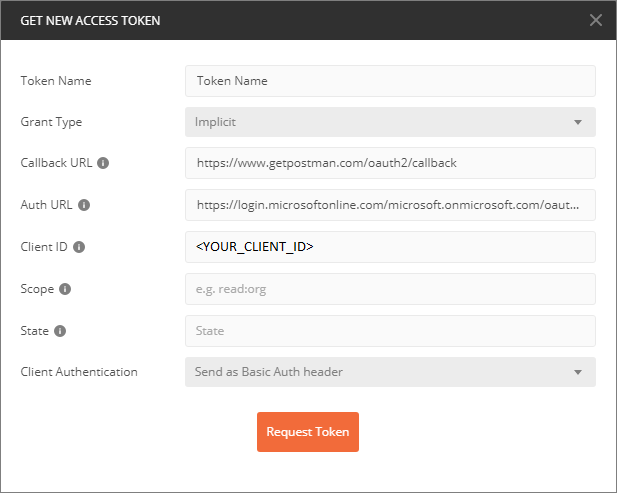 GET NEW ACCESS TOKEN
Token Name Token Name
Grant Type Implicit
Callback URL https://www.getpostman.com/oauth2/callback
Auth URL https://login.microsoftonline.com/microsoft.onmicrosoft.com/oaut...
Client ID <YOUR_CLIENT_ID>
Scope e.g. read:org
State State
Client Authentication Send as Basic Auth header
Request Token